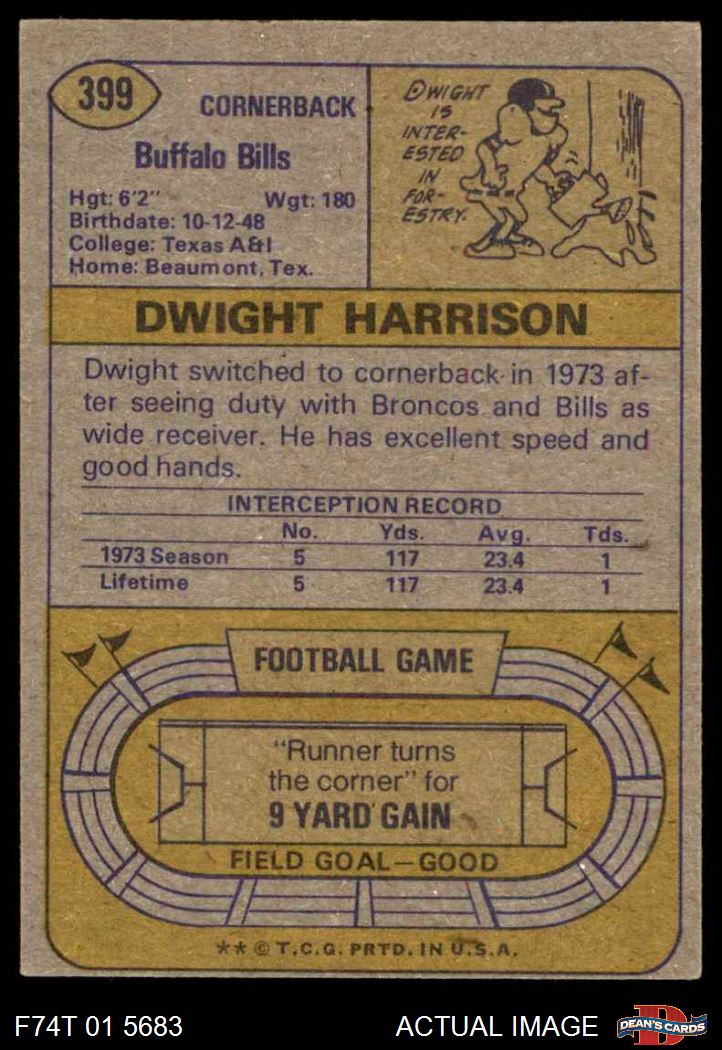 399
CORNERBACK
Buffalo Bills
Hgt: 6'2" Wgt: 180
Birthdate: 10-12-48
College: Texas A&I
Home: Beaumont, Tex.
DWIGHT
IS
INTER-
ESTED
IN
FOR-
ESTRY.
DWIGHT HARRISON
Dwight switched to cornerback in 1973 af-
ter seeing duty with Broncos and Bills as
wide receiver. He has excellent speed and
good hands.
INTERCEPTION RECORD
No. Yds. Avg. Tds.
1973 Season 5 117 23.4 1
Lifetime 5 117 23.4 1
FOOTBALL GAME
"Runner turns
the corner" for
9 YARD GAIN
FIELD GOAL—GOOD
**© T.C.G. PRTD. IN U.S.A.
F74T 01 5683 ACTUAL IMAGE
D
DEAN'S CARDS